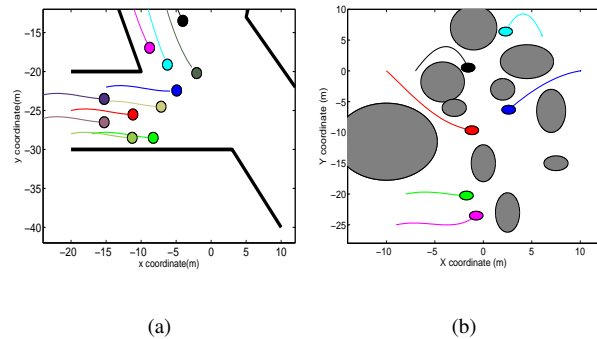 −15
−20
−25
−30
−35
−40
y coordinate(m)
−20 −15 −10 −5 0 5 10
x coordinate(m)
(a)
5
0
−5
−10
−15
−20
−25
Y coordinate (m)
−10 −5 0 5 10
X coordinate (m)
(b)